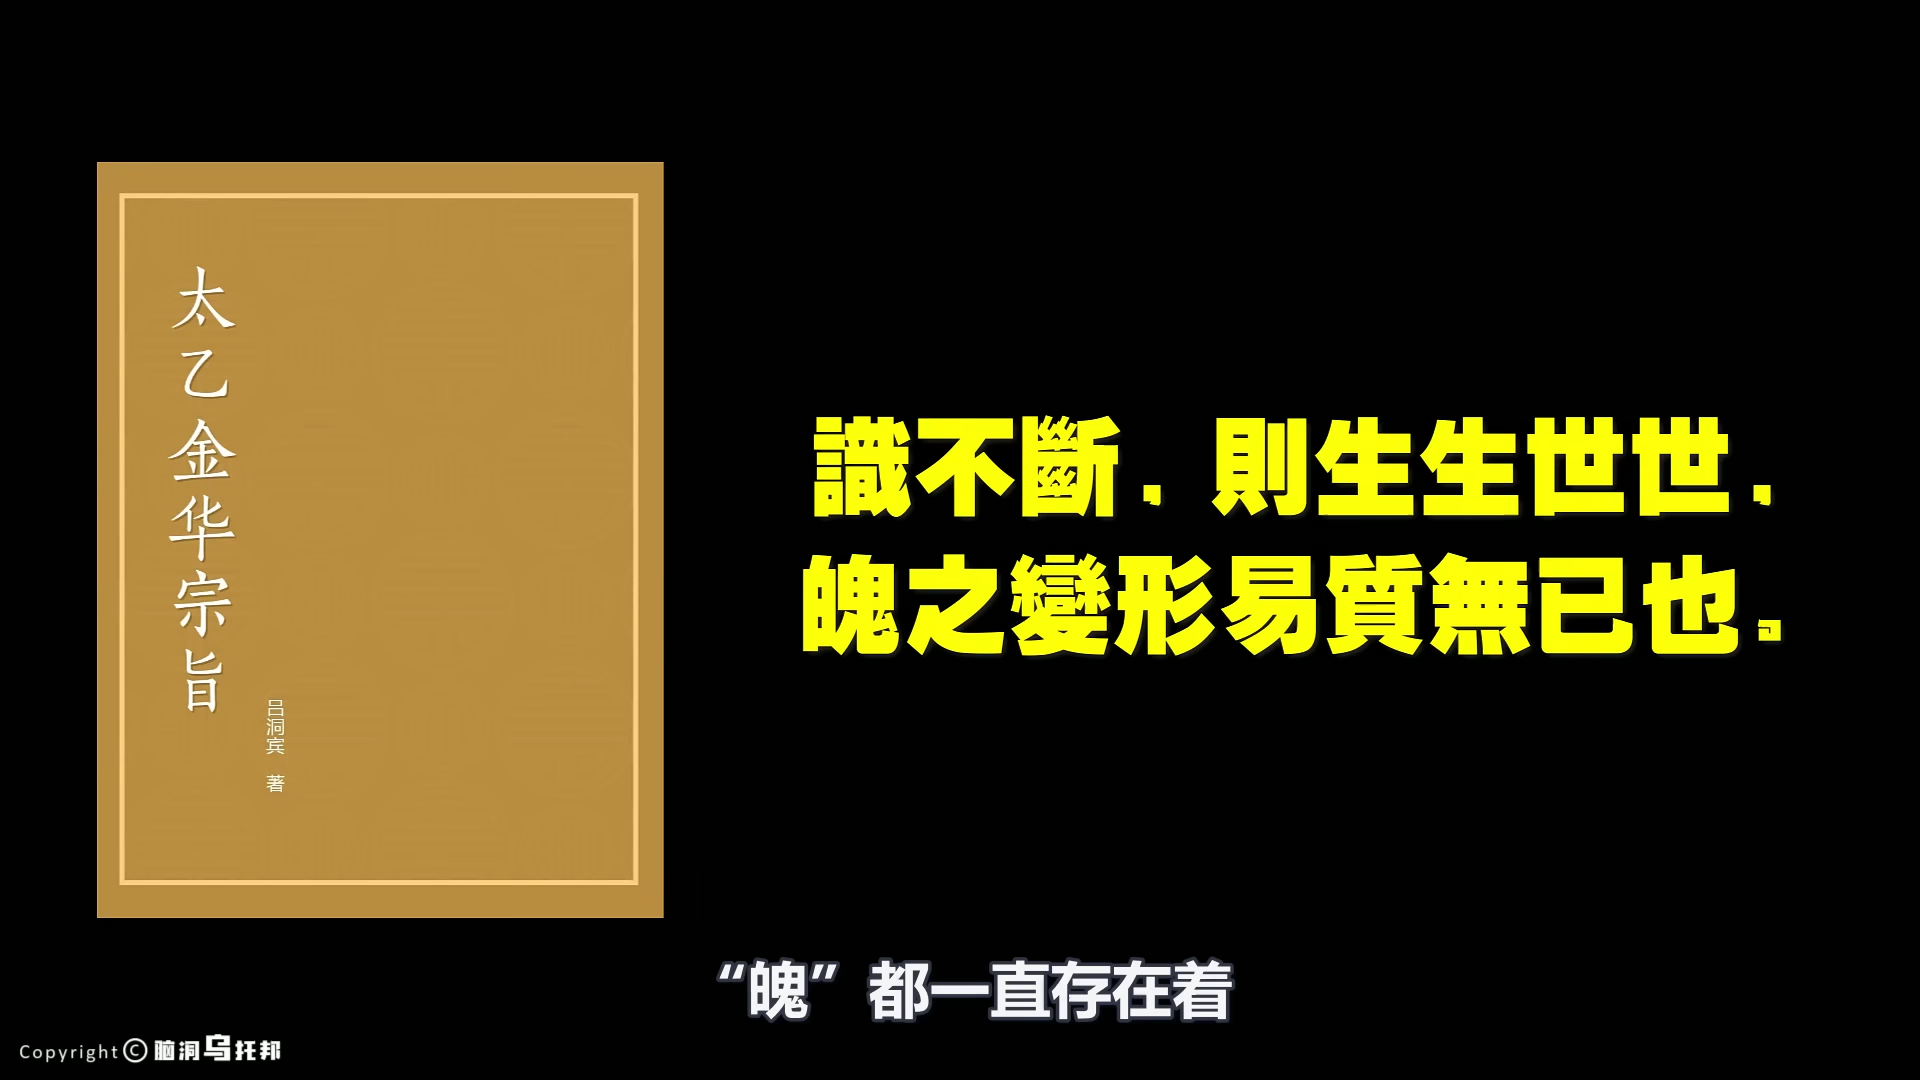 太乙金华宗旨
吕洞宾 著
識不斷，則生生世世，
魄之變形易質無已也。
“魄”都一直存在着
Copyright © 脑洞乌托邦